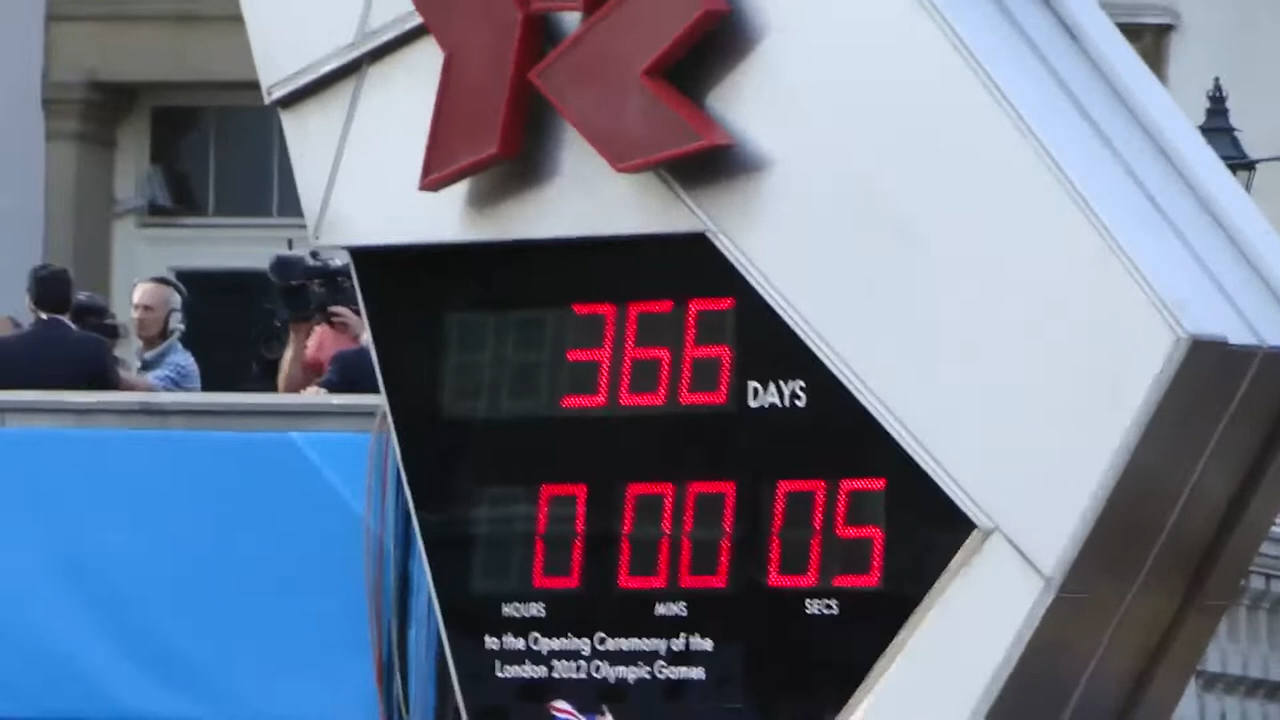 366 DAYS
0 00 05
HOURS MINS SECS
to the Opening Ceremony of the
London 2012 Olympic Games